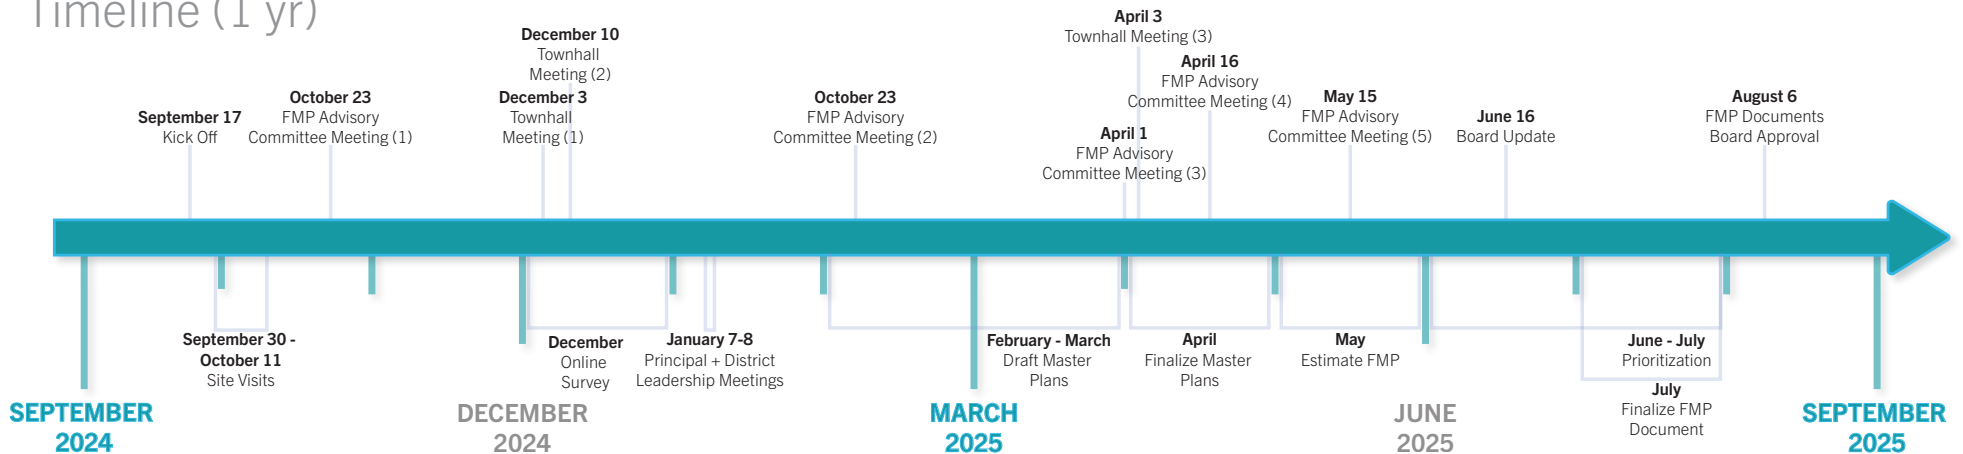 Timeline (1 yr)
September 17
Kick Off
October 23
FMP Advisory
Committee Meeting (1)
December 10
Townhall
Meeting (2)
December 3
Townhall
Meeting (1)
October 23
FMP Advisory
Committee Meeting (2)
April 3
Townhall Meeting (3)
April 16
FMP Advisory
Committee Meeting (4)
April 1
FMP Advisory
Committee Meeting (3)
May 15
FMP Advisory
Committee Meeting (5)
June 16
Board Update
August 6
FMP Documents
Board Approval
September 30 -
October 11
Site Visits
December
Online
Survey
January 7-8
Principal + District
Leadership Meetings
February - March
Draft Master
Plans
April
Finalize Master
Plans
May
Estimate FMP
June - July
Prioritization
July
Finalize FMP
Document
SEPTEMBER
2024
DECEMBER
2024
MARCH
2025
JUNE
2025
SEPTEMBER
2025